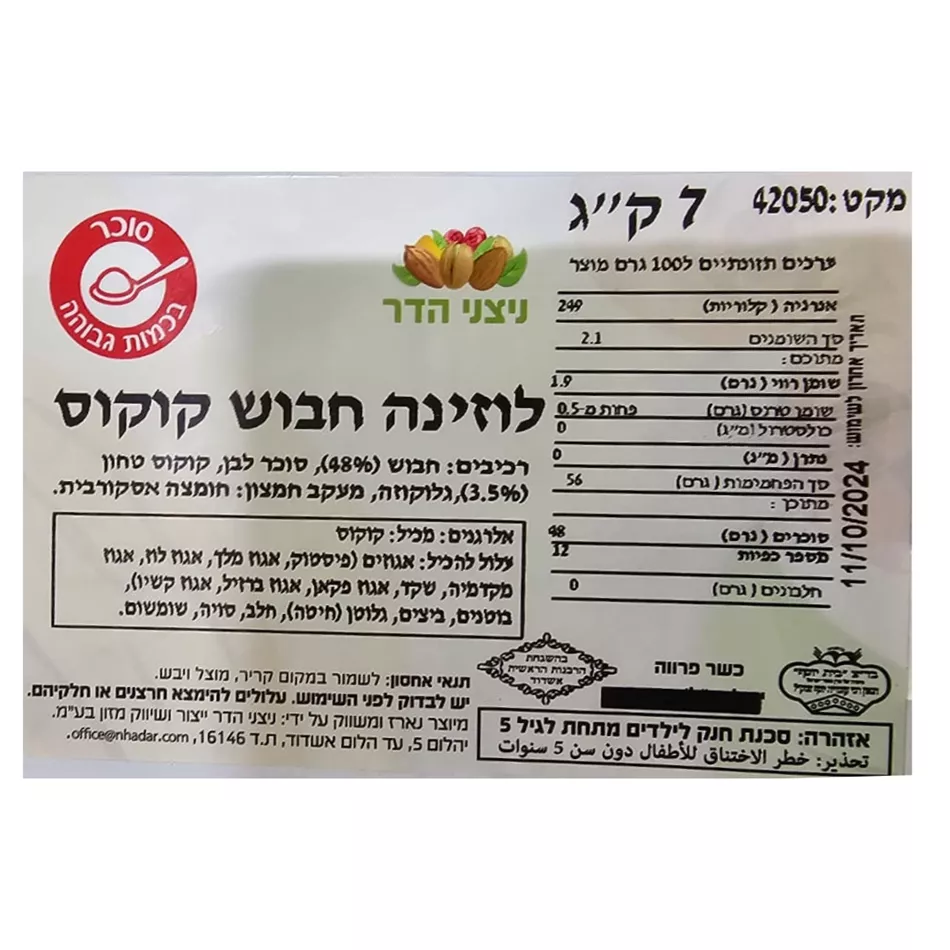 מקט: 42050
7 ק״ג
סוכר
בכמות גבוהה
ניצני הדר
לוזינה חבוש קוקוס
רכיבים: חבוש (48%), סוכר לבן, קוקוס טחון
(3.5%),גלוקוזה, מעקב חמצון: חומצה אסקורבית.
אלרגנים: מכיל: קוקוס
עלול להכיל: אגוזים (פיסטוק, אגוז מלך, אגוז לוז, אגוז
מקדמיה, שקד, אגוז פקאן, אגוז ברזיל, אגוז קשיו),
בוטנים, ביצים, גלוטן (חיטה), חלב, סויה, שומשום.
תנאי אחסון: לשמור במקום קריר, מוצל ויבש.
יש לבדוק לפני השימוש. עלולים להימצא חרצנים או חלקיהם.
מיוצר נארז ומשווק על ידי: ניצני הדר ייצור ושיווק מזון בע״מ.
יהלום 5, עד הלום אשדוד, ת.ד 16146, office@nhadar.com.
ערכים תזונתיים ל100 גרם מוצר
אנרגיה (קלוריות) 249
סך השומנים 2.1
מתוכם:
שומן רווי (גרם) 1.9
שומן טרנס (גרם) פחות מ-0.5
כולסטרול (מ״ג) 0
נתרן (מ״ג) 0
סך הפחמימות (גרם) 56
מתוכן:
סוכרים (גרם) 48
מספר כפיות 12
חלבונים (גרם) 0
תאריך אחרון לשימוש:
11/10/2024
בהשגחת
הרבנות הראשית
אשדוד
כשר פרווה
אזהרה: סכנת חנק לילדים מתחת לגיל 5
تحذير: خطر الاختناق للأطفال دون سن 5 سنوات